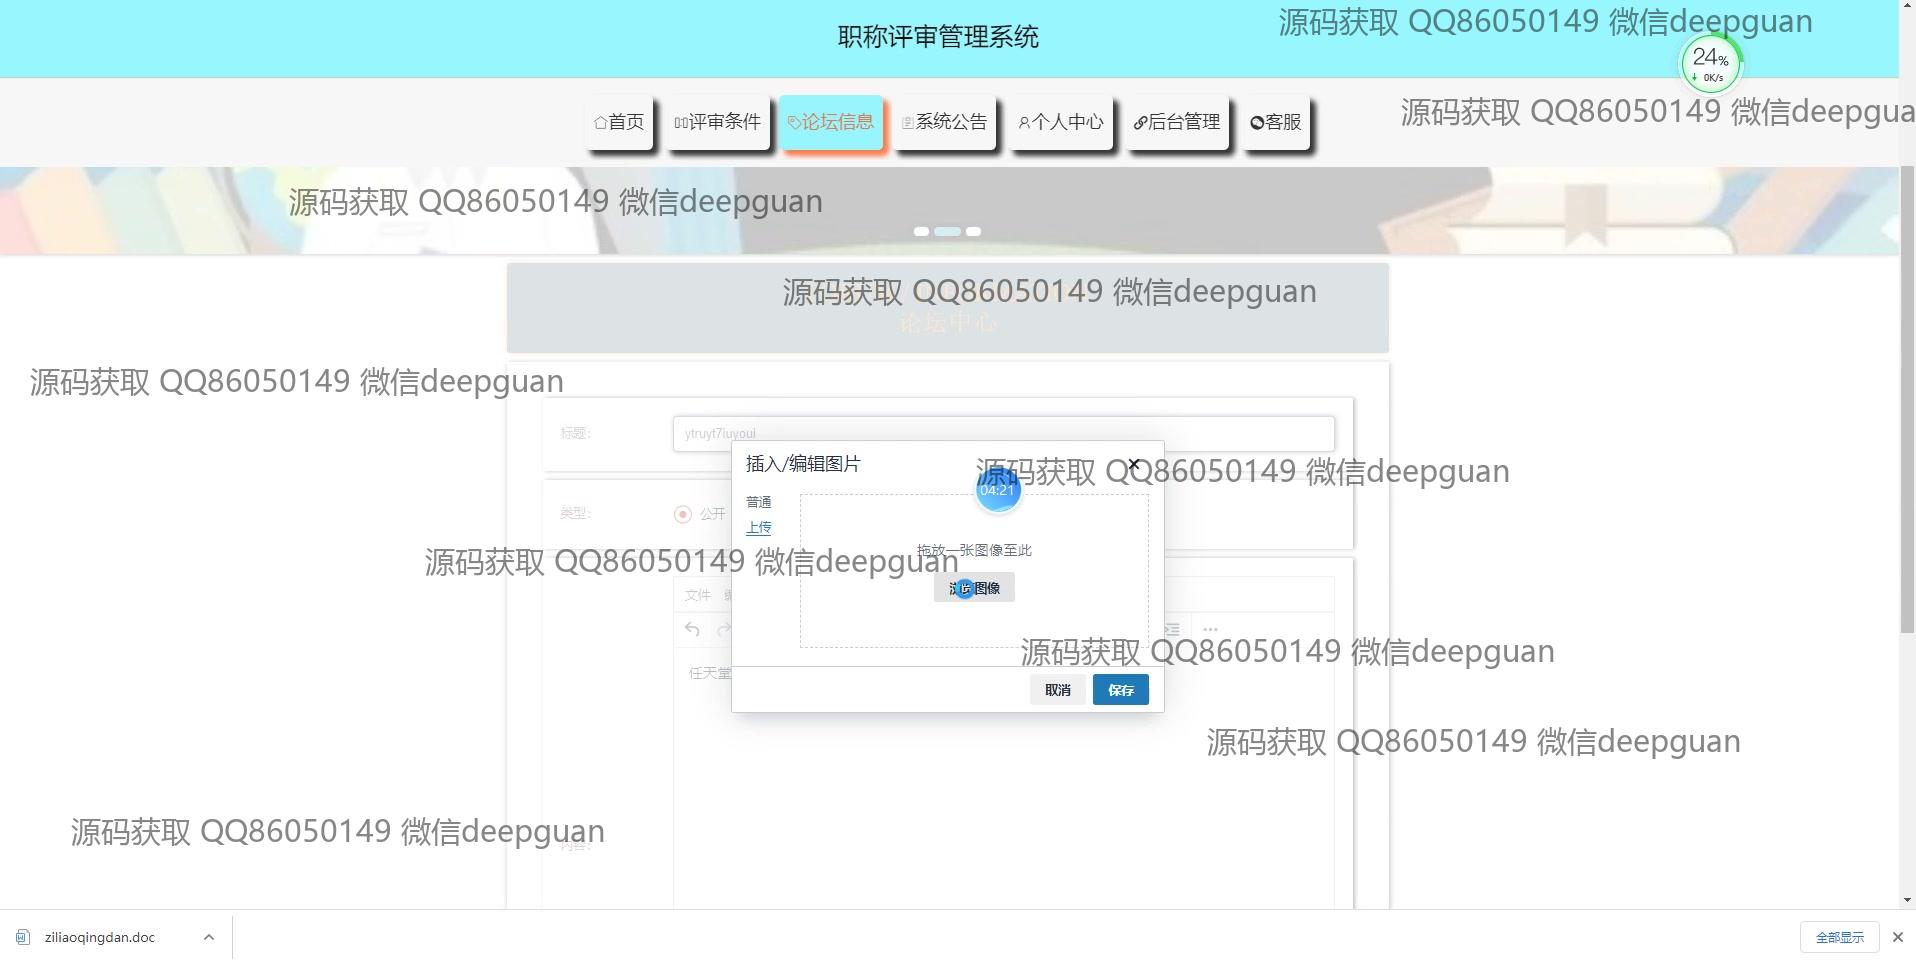 职称评审管理系统
源码获取 QQ86050149 微信deepguan
24%
↓ 0K/s
首页
评审条件
论坛信息
系统公告
个人中心
后台管理
客服
源码获取 QQ86050149 微信deepgua
源码获取 QQ86050149 微信deepguan
源码获取 QQ86050149 微信deepguan
论坛中心
源码获取 QQ86050149 微信deepguan
标题:
ytruyt7iuyoui
插入/编辑图片
源码获取 QQ86050149 微信deepguan
04:21
普通
类型:
公开
上传
拖放一张图像至此
源码获取 QQ86050149 微信deepguan
图像
文件
源码获取 QQ86050149 微信deepguan
任天堂
取消
保存
源码获取 QQ86050149 微信deepguan
源码获取 QQ86050149 微信deepguan
内容:
ziliaoqingdan.doc
全部显示